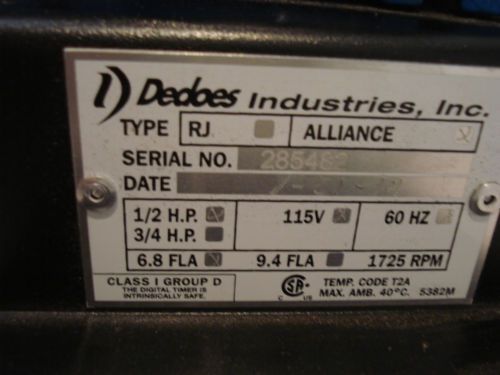 Dedoes Industries, Inc.
TYPE RJ ALLIANCE X
SERIAL NO.
DATE
1/2 H.P. X 115V X 60 HZ
3/4 H.P.
6.8 FLA X 9.4 FLA 1725 RPM
CLASS I GROUP D
THE DIGITAL TIMER IS
INTRINSICALLY SAFE.
C SA US
TEMP. CODE T2A
MAX. AMB. 40°C. 5382M